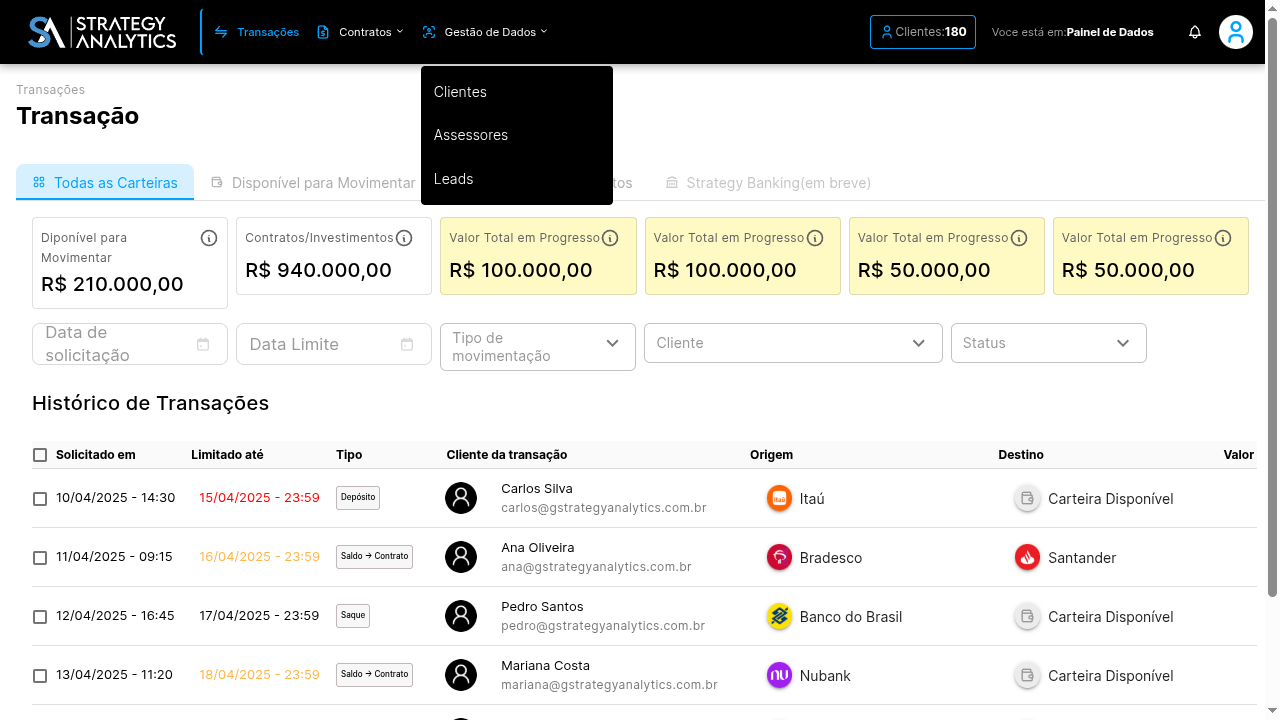 STRATEGY
ANALYTICS
Transações
Contratos
Gestão de Dados
Clientes:180
Voce está em:Painel de Dados
Clientes
Assessores
Leads
Transações
Transação
Todas as Carteiras
Disponível para Movimentar
tos
Strategy Banking(em breve)
Diponível para
Movimentar
R$ 210.000,00
Contratos/Investimentos
R$ 940.000,00
Valor Total em Progresso
R$ 100.000,00
Valor Total em Progresso
R$ 100.000,00
Valor Total em Progresso
R$ 50.000,00
Valor Total em Progresso
R$ 50.000,00
Data de
solicitação
Data Limite
Tipo de
movimentação
Cliente
Status
Histórico de Transações
Solicitado em Limitado até Tipo Cliente da transação Origem Destino Valor
10/04/2025 - 14:30 15/04/2025 - 23:59 Depósito Carlos Silva Itaú Carteira Disponível
carlos@gstrategyanalytics.com.br
11/04/2025 - 09:15 16/04/2025 - 23:59 Saldo → Contrato Ana Oliveira Bradesco Santander
ana@gstrategyanalytics.com.br
12/04/2025 - 16:45 17/04/2025 - 23:59 Saque Pedro Santos Banco do Brasil Carteira Disponível
pedro@gstrategyanalytics.com.br
13/04/2025 - 11:20 18/04/2025 - 23:59 Saldo → Contrato Mariana Costa Nubank Carteira Disponível
mariana@gstrategyanalytics.com.br